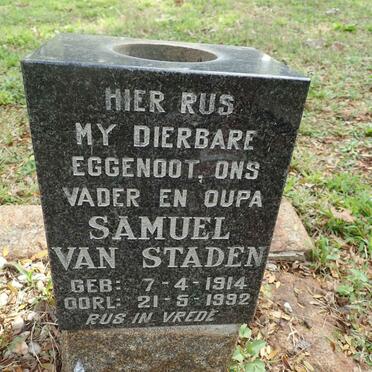 HIER RUS
MY DIERBARE
EGGENOOT, ONS
VADER EN OUPA
SAMUEL
VAN STADEN
GEB: 7-4-1914
OORL: 21-5-1992
RUS IN VREDE